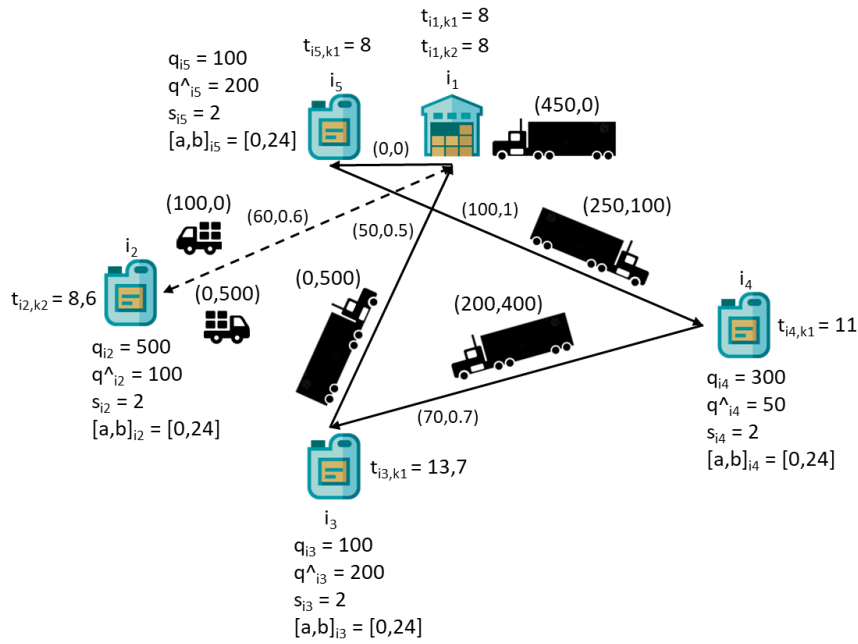 t_{i1,k1} = 8
t_{i5,k1} = 8
t_{i1,k2} = 8
q_{i5} = 100
q^_{i5} = 200
s_{i5} = 2
[a,b]_{i5} = [0,24]
i_5
i_1
(450,0)
(0,0)
(100,0)
(60,0.6)
(50,0.5)
(100,1)
(250,100)
i_2
t_{i2,k2} = 8,6
(0,500)
(0,500)
(200,400)
i_4
t_{i4,k1} = 11
q_{i2} = 500
q^_{i2} = 100
s_{i2} = 2
[a,b]_{i2} = [0,24]
q_{i4} = 300
q^_{i4} = 50
s_{i4} = 2
[a,b]_{i4} = [0,24]
(70,0.7)
t_{i3,k1} = 13,7
i_3
q_{i3} = 100
q^_{i3} = 200
s_{i3} = 2
[a,b]_{i3} = [0,24]